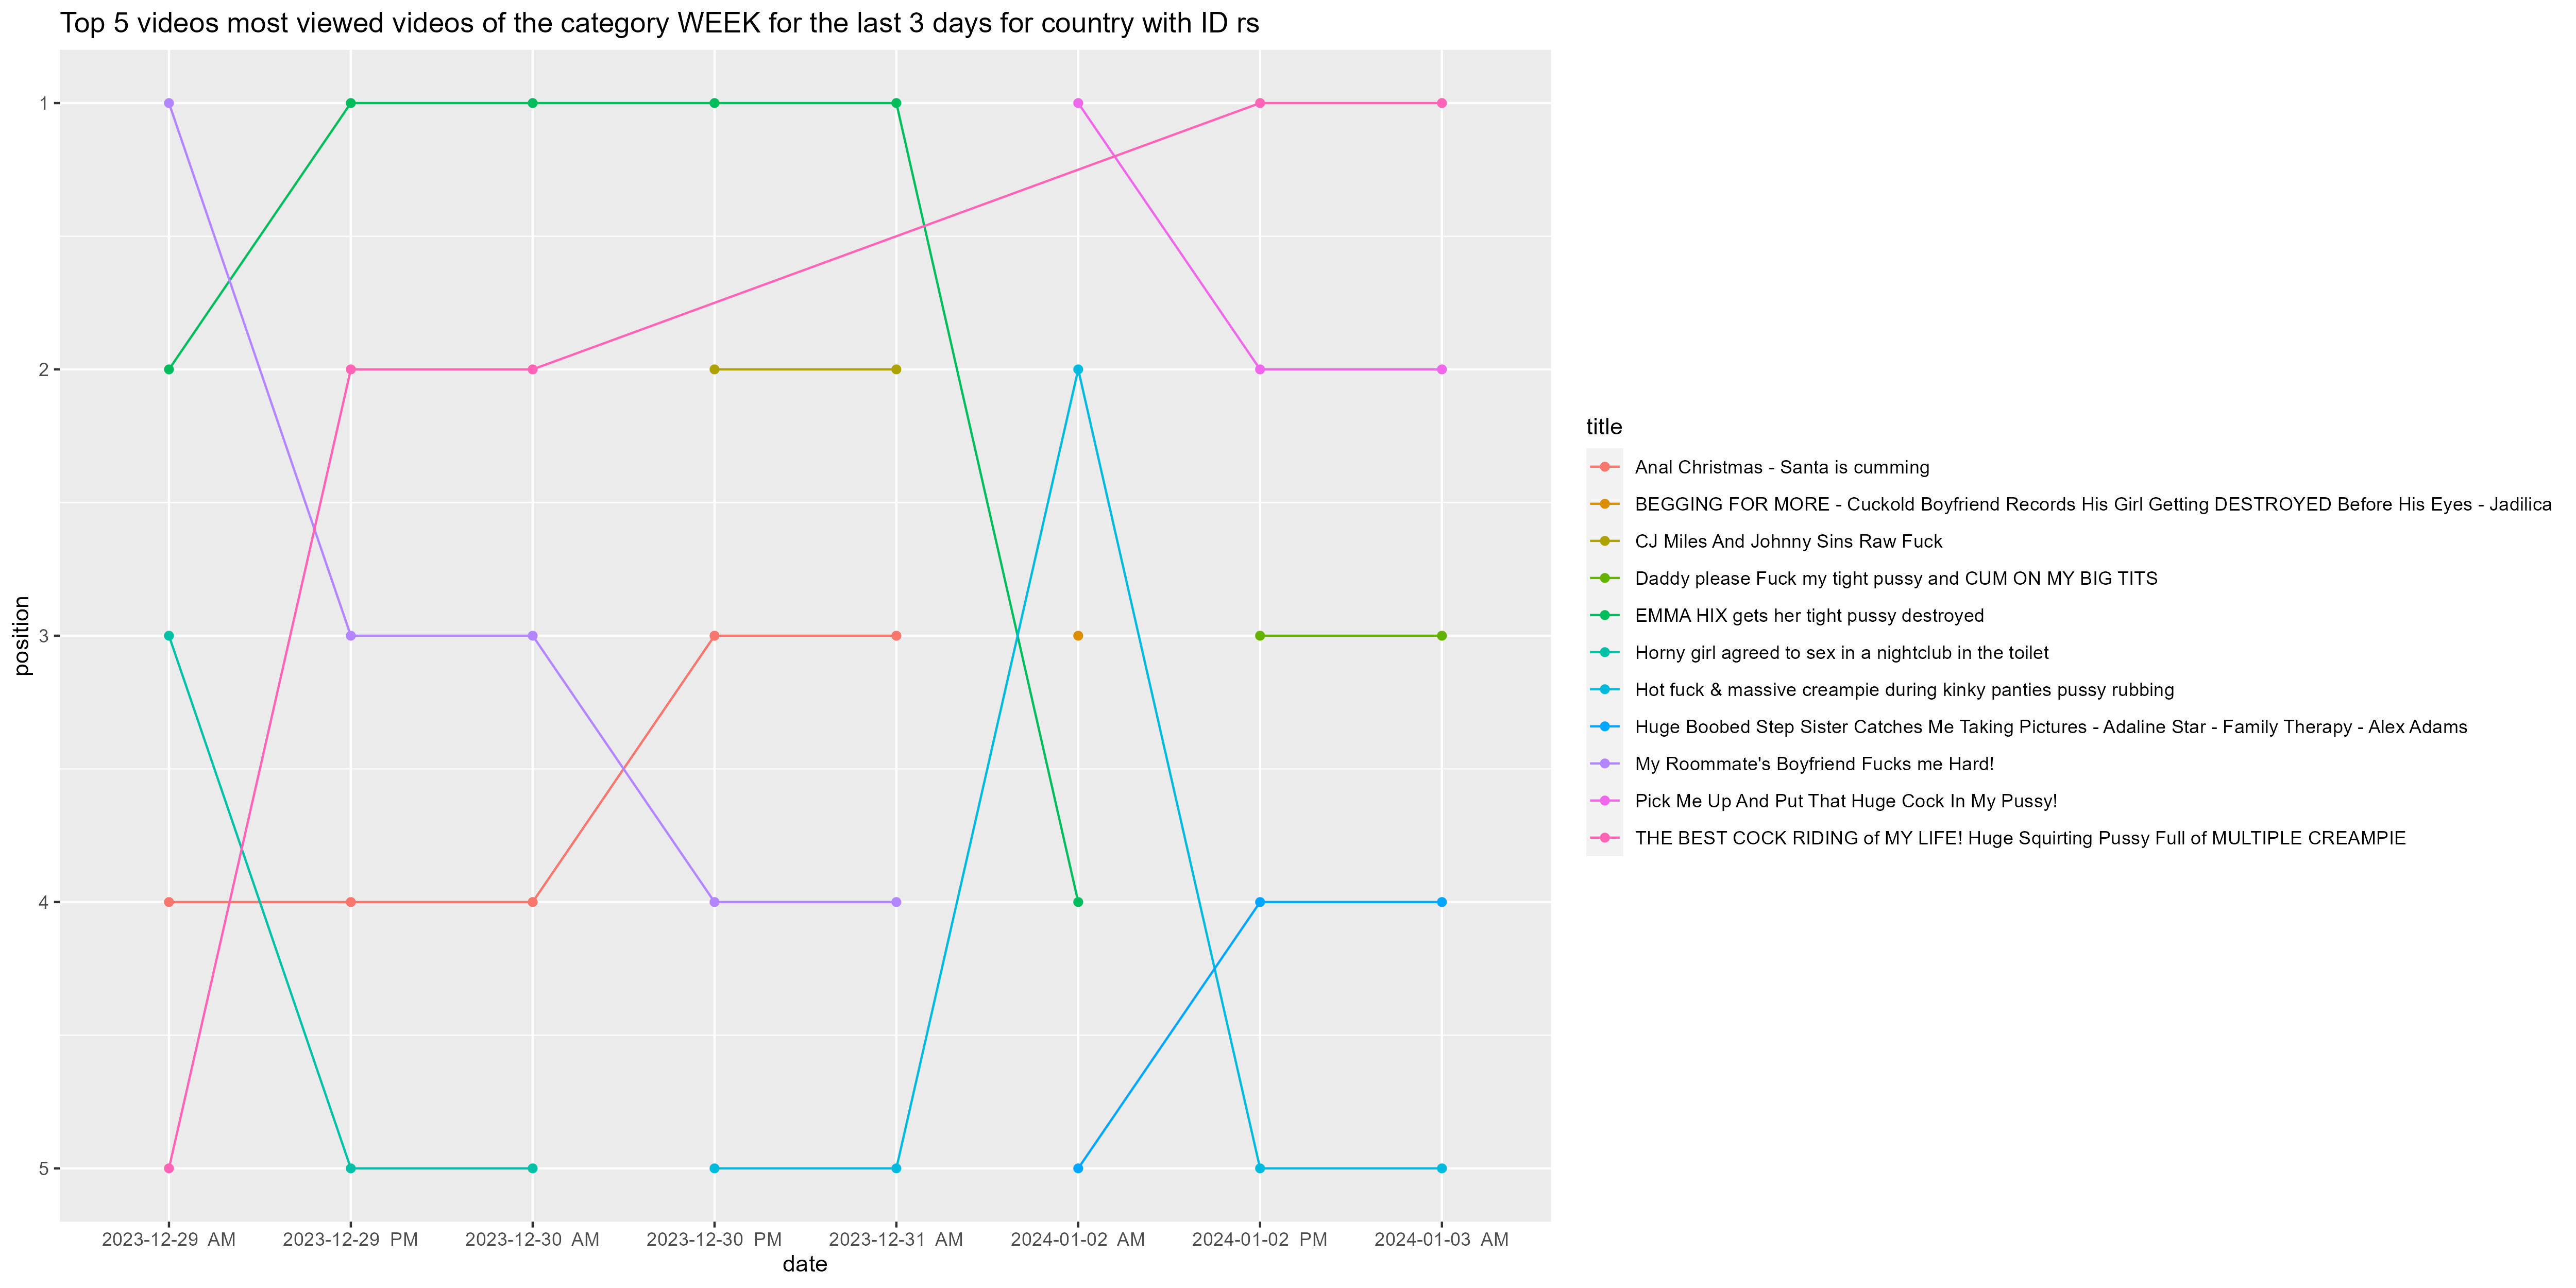 Top 5 videos most viewed videos of the category WEEK for the last 3 days for country with ID rs
1
2
3
4
5
position
2023-12-29 AM
2023-12-29 PM
2023-12-30 AM
2023-12-30 PM
2023-12-31 AM
2024-01-02 AM
2024-01-02 PM
2024-01-03 AM
date
title
Anal Christmas - Santa is cumming
BEGGING FOR MORE - Cuckold Boyfriend Records His Girl Getting DESTROYED Before His Eyes - Jadilica
CJ Miles And Johnny Sins Raw Fuck
Daddy please Fuck my tight pussy and CUM ON MY BIG TITS
EMMA HIX gets her tight pussy destroyed
Horny girl agreed to sex in a nightclub in the toilet
Hot fuck & massive creampie during kinky panties pussy rubbing
Huge Boobed Step Sister Catches Me Taking Pictures - Adaline Star - Family Therapy - Alex Adams
My Roommate's Boyfriend Fucks me Hard!
Pick Me Up And Put That Huge Cock In My Pussy!
THE BEST COCK RIDING of MY LIFE! Huge Squirting Pussy Full of MULTIPLE CREAMPIE